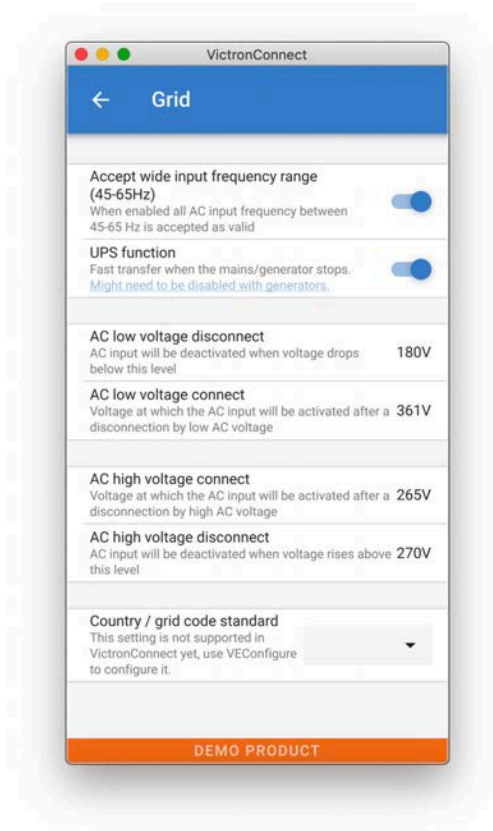 VictronConnect
Grid
Accept wide input frequency range
(45-65Hz)
When enabled all AC input frequency between
45-65 Hz is accepted as valid
UPS function
Fast transfer when the mains/generator stops.
Might need to be disabled with generators.
AC low voltage disconnect
AC input will be deactivated when voltage drops
below this level
180V
AC low voltage connect
Voltage at which the AC input will be activated after a
disconnection by low AC voltage
361V
AC high voltage connect
Voltage at which the AC input will be activated after a
disconnection by high AC voltage
265V
AC high voltage disconnect
AC input will be deactivated when voltage rises above
this level
270V
Country / grid code standard
This setting is not supported in
VictronConnect yet, use VEConfigure
to configure it.
DEMO PRODUCT